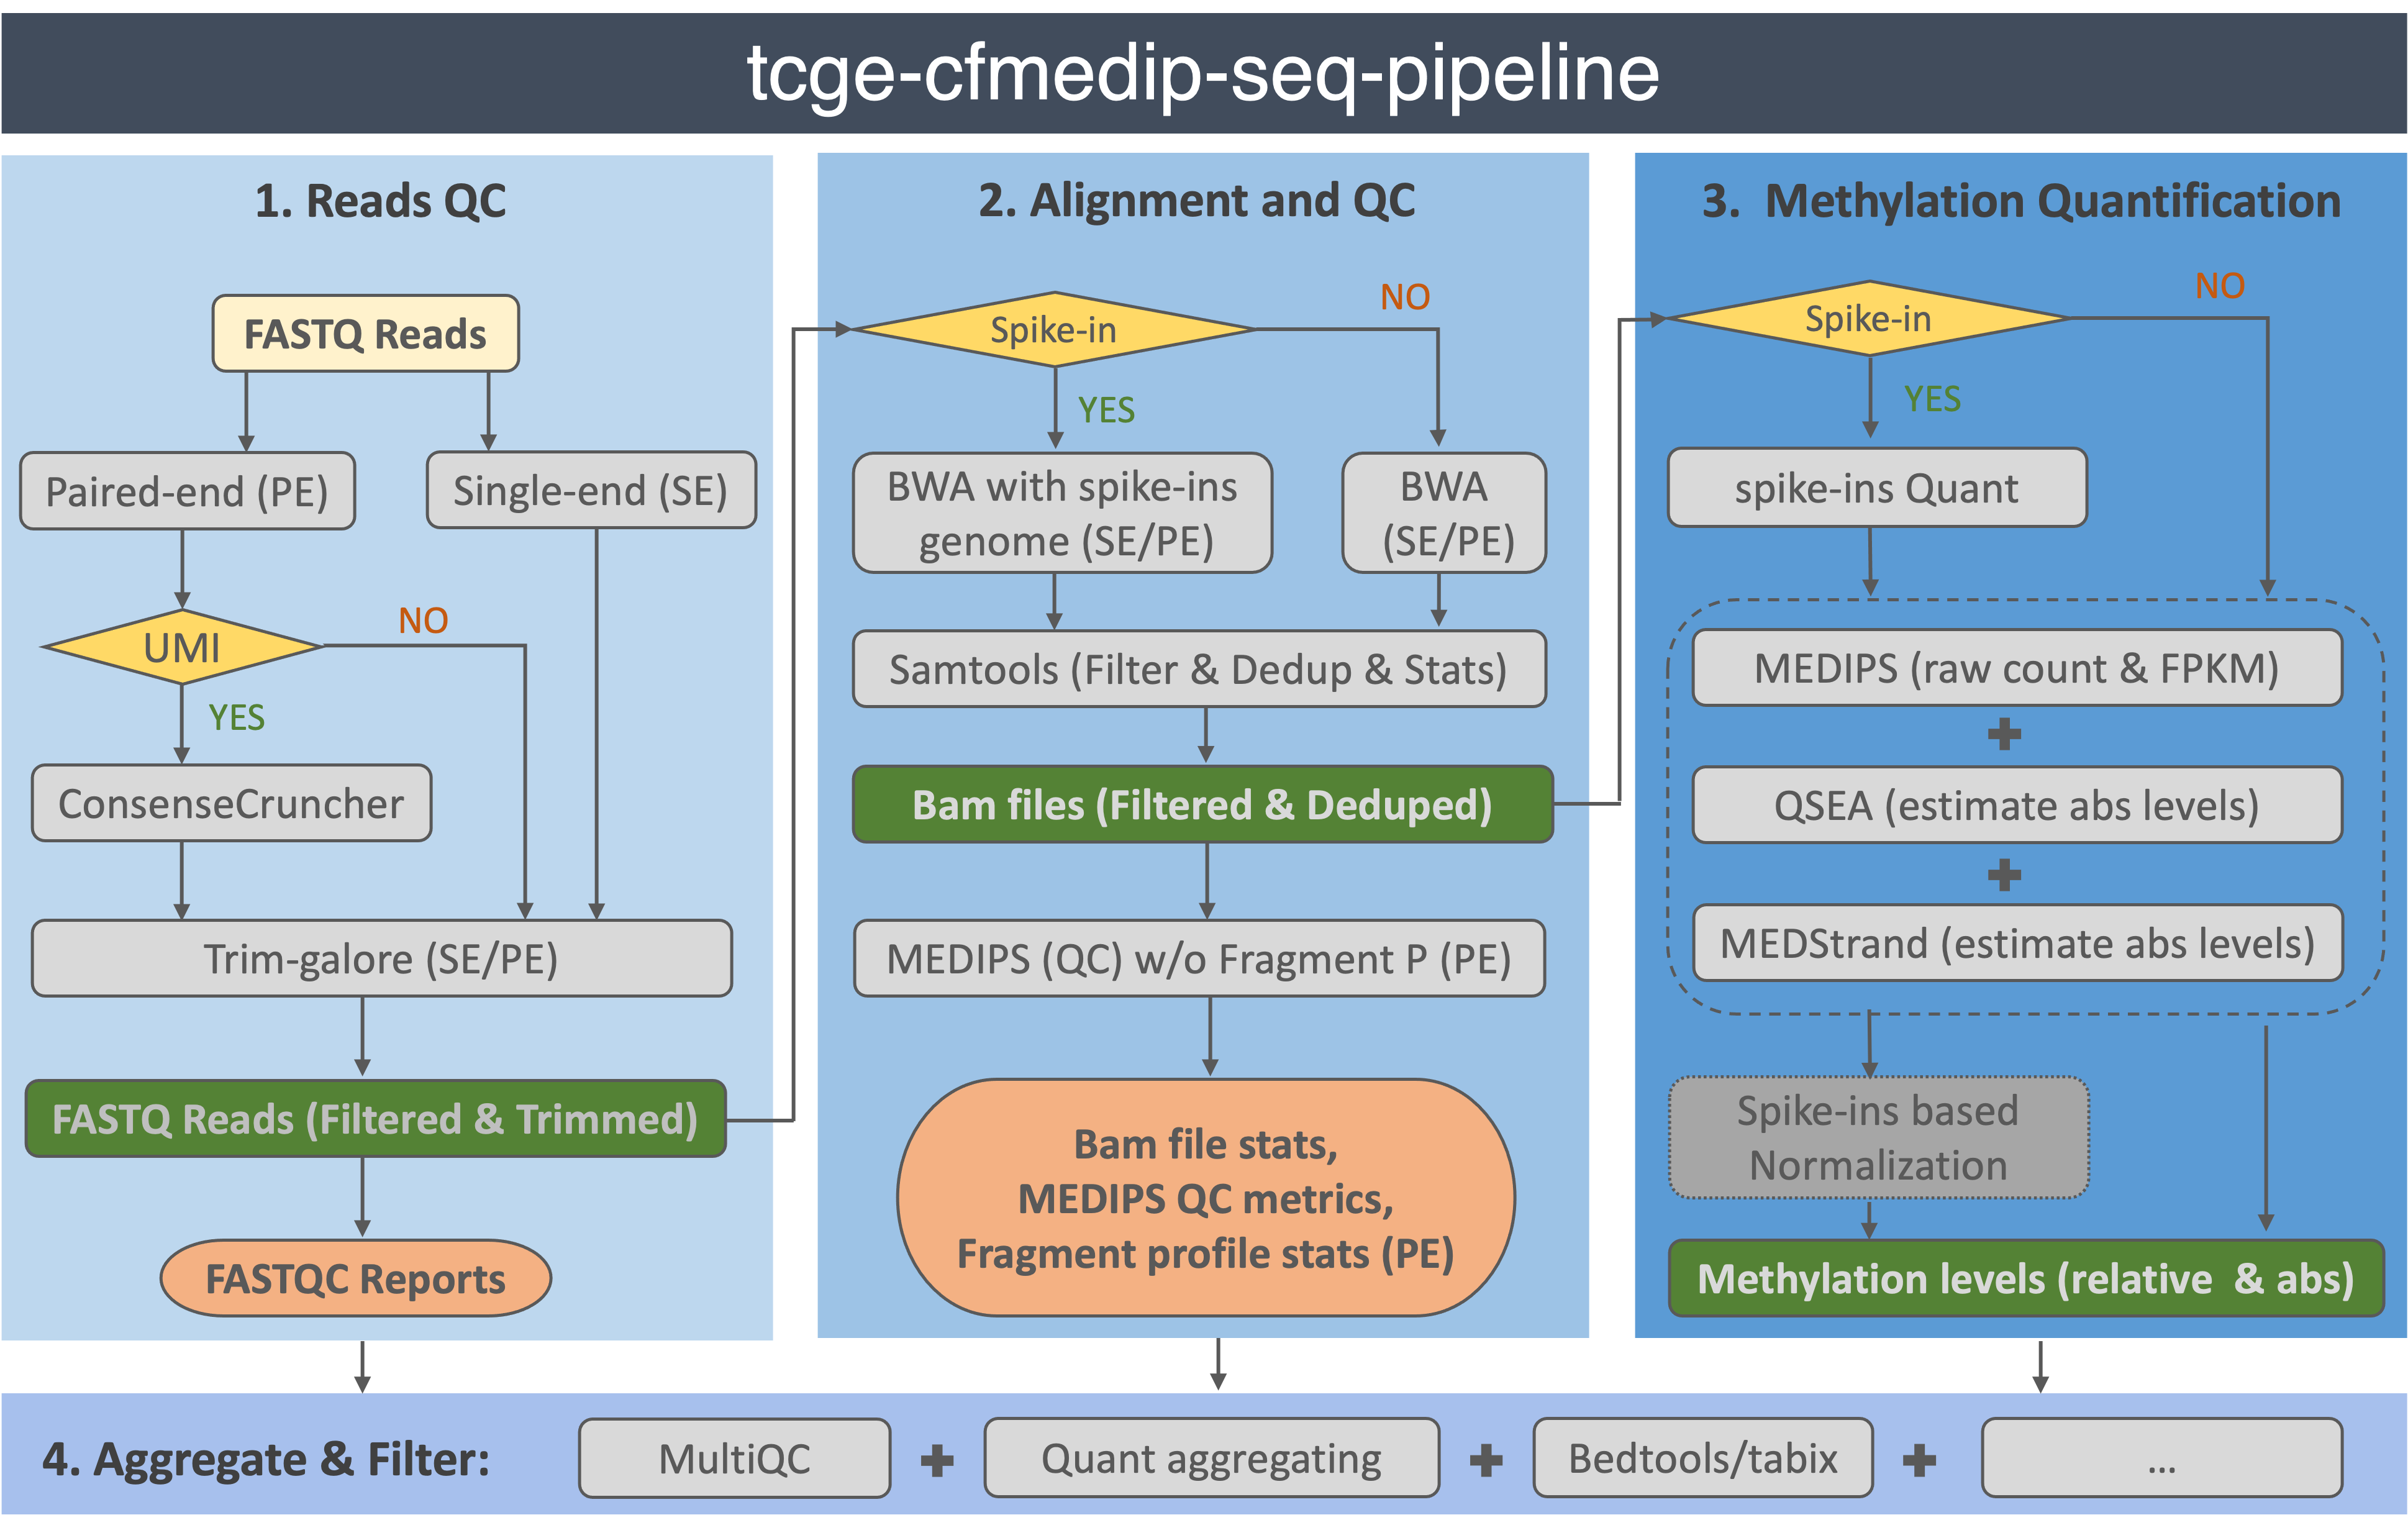 tcge-cfmedip-seq-pipeline
1. Reads QC
FASTQ Reads
Paired-end (PE)
Single-end (SE)
UMI
NO
YES
ConsenseCruncher
Trim-galore (SE/PE)
FASTQ Reads (Filtered & Trimmed)
FASTQC Reports
2. Alignment and QC
Spike-in
NO
YES
BWA with spike-ins
genome (SE/PE)
BWA
(SE/PE)
Samtools (Filter & Dedup & Stats)
Bam files (Filtered & Deduped)
MEDIPS (QC) w/o Fragment P (PE)
Bam file stats,
MEDIPS QC metrics,
Fragment profile stats (PE)
3. Methylation Quantification
Spike-in
NO
YES
spike-ins Quant
MEDIPS (raw count & FPKM)
+
QSEA (estimate abs levels)
+
MEDStrand (estimate abs levels)
Spike-ins based
Normalization
Methylation levels (relative & abs)
4. Aggregate & Filter:
MultiQC
+
Quant aggregating
+
Bedtools/tabix
+
...